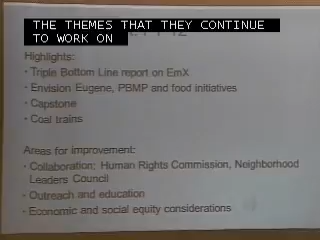 THE THEMES THAT THEY CONTINUE
TO WORK ON
Highlights:
· Triple Bottom Line report on EmX
· Envision Eugene, PBMP and food initiatives
· Capstone
· Coal trains
Areas for improvement:
· Collaboration: Human Rights Commission, Neighborhood
Leaders Council
· Outreach and education
· Economic and social equity considerations